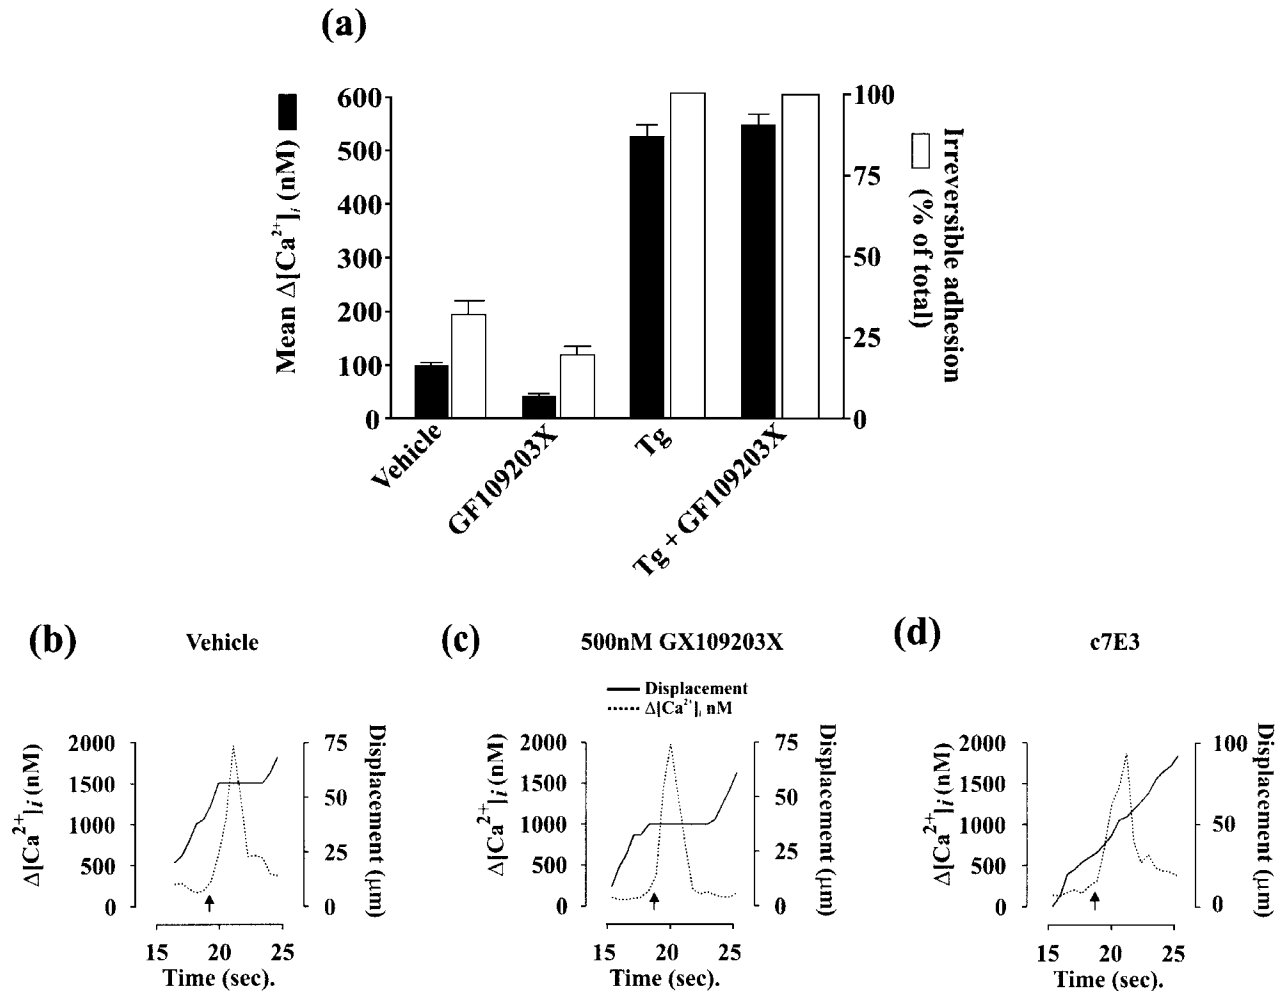 (a)
Mean Δ[Ca²⁺]ᵢ (nM)
600
500
400
300
200
100
0
100
75
50
25
0
Irreversible adhesion
(% of total)
Vehicle
GF109203X
Tg
Tg + GF109203X
(b)
Vehicle
Δ[Ca²⁺]ᵢ (nM)
2000
1500
1000
500
0
75
50
25
0
Displacement (μm)
15 20 25
Time (sec).
(c)
500nM GX109203X
Displacement
Δ[Ca²⁺]ᵢ nM
Δ[Ca²⁺]ᵢ (nM)
2000
1500
1000
500
0
75
50
25
0
Displacement (μm)
15 20 25
Time (sec).
(d)
c7E3
Δ[Ca²⁺]ᵢ (nM)
2000
1500
1000
500
0
100
50
0
Displacement (μm)
15 20 25
Time (sec).